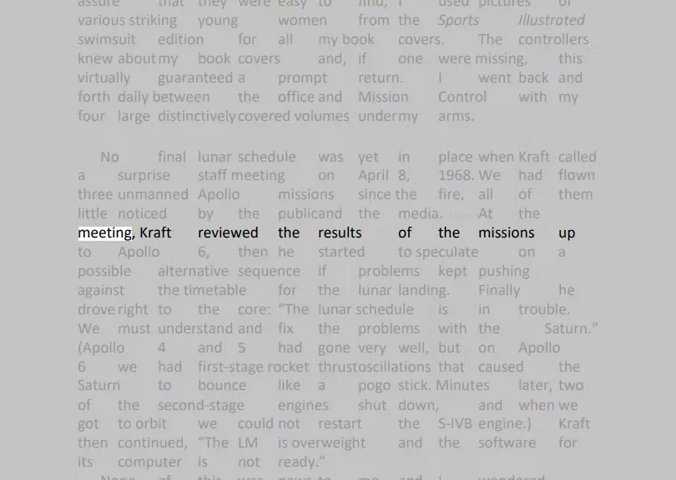 assure that they were easy to find, I used pictures of
various striking young women from the Sports Illustrated
swimsuit edition for all my book covers. The controllers
knew about my book covers and, if one were missing, this
virtually guaranteed a prompt return. I went back and
forth daily between the office and Mission Control with my
four large distinctively covered volumes under my arms.
No final lunar schedule was yet in place when Kraft called
a surprise staff meeting on April 8, 1968. We had flown
three unmanned Apollo missions since the fire, all of them
little noticed by the public and the media. At the
meeting, Kraft reviewed the results of the missions up
to Apollo 6, then he started to speculate on a
possible alternative sequence if problems kept pushing
against the timetable for the lunar landing. Finally he
drove right to the core: “The lunar schedule is in trouble.
We must understand and fix the problems with the Saturn.”
(Apollo 4 and 5 had gone very well, but on Apollo
6 we had first-stage rocket thrust oscillations that caused the
Saturn to bounce like a pogo stick. Minutes later, two
of the second-stage engines shut down, and when we
got to orbit we could not restart the S-IVB engine.) Kraft
then continued, “The LM is overweight and the software for
its computer is not ready.”
None of this was news to me and I wondered